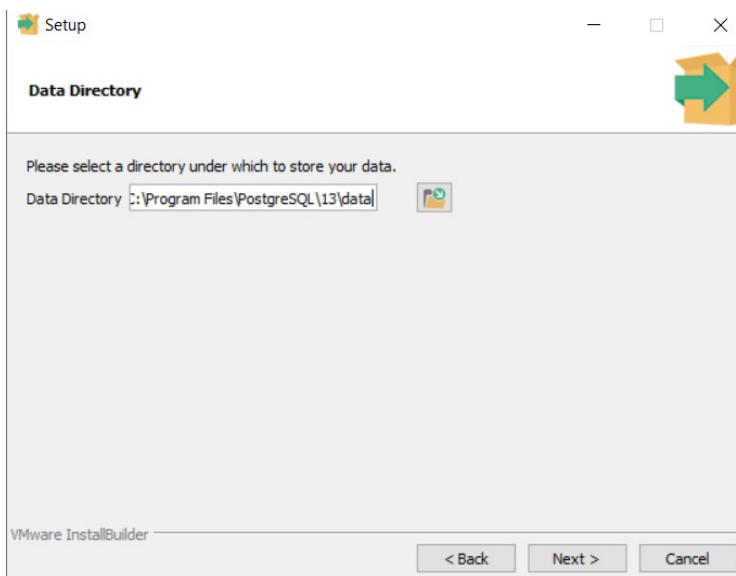 Setup
Data Directory
Please select a directory under which to store your data.
Data Directory C:\Program Files\PostgreSQL\13\data
VMware InstallBuilder
< Back Next > Cancel